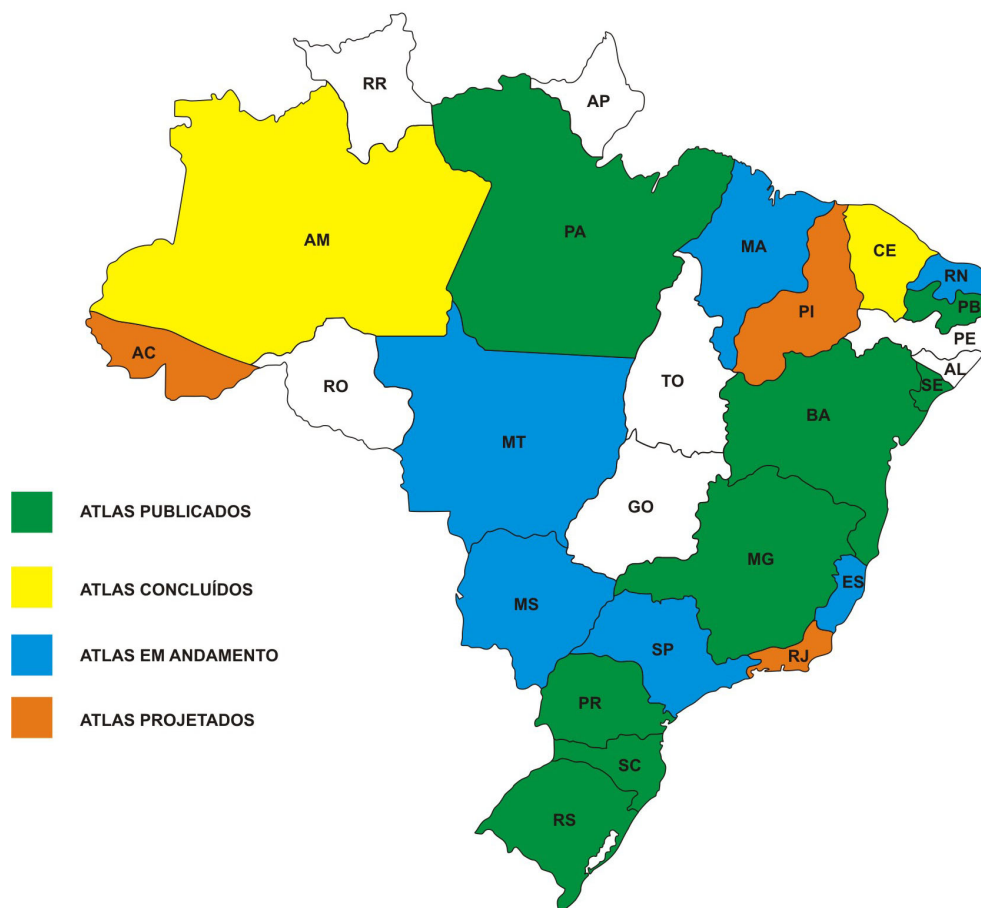 RR
AP
AM
PA
MA
CE
RN
PB
PI
PE
AC
AL
RO
TO
SE
BA
MT
GO
ATLAS PUBLICADOS
MG
ATLAS CONCLUÍDOS
ES
MS
ATLAS EM ANDAMENTO
SP
RJ
PR
ATLAS PROJETADOS
SC
RS